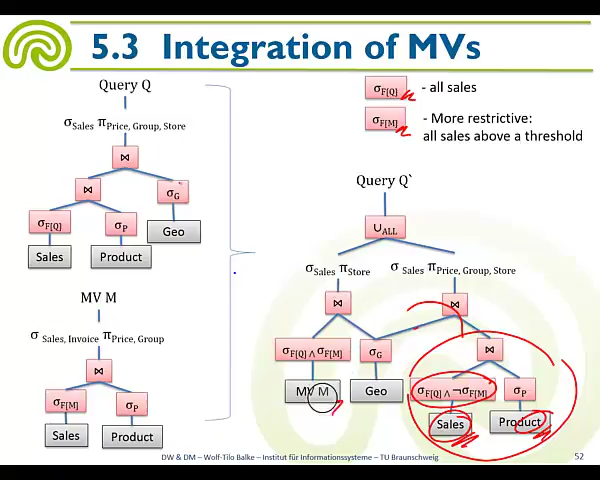 5.3 Integration of MVs
Query Q
σSales πPrice, Group, Store
⋈
⋈
σG
σF[Q]
σP
Geo
Sales
Product
MV M
σ Sales, Invoice πPrice, Group
⋈
σF[M]
σP
Sales
Product
σF[Q]
- all sales
σF[M]
- More restrictive:
all sales above a threshold
Query Q`
∪ALL
σSales πStore
σ Sales πPrice, Group, Store
⋈
⋈
⋈
σF[Q] ∧ σF[M]
σG
σF[Q] ∧ ¬σF[M]
σP
MV M
Geo
Sales
Product
DW & DM – Wolf-Tilo Balke – Institut für Informationssysteme – TU Braunschweig
52